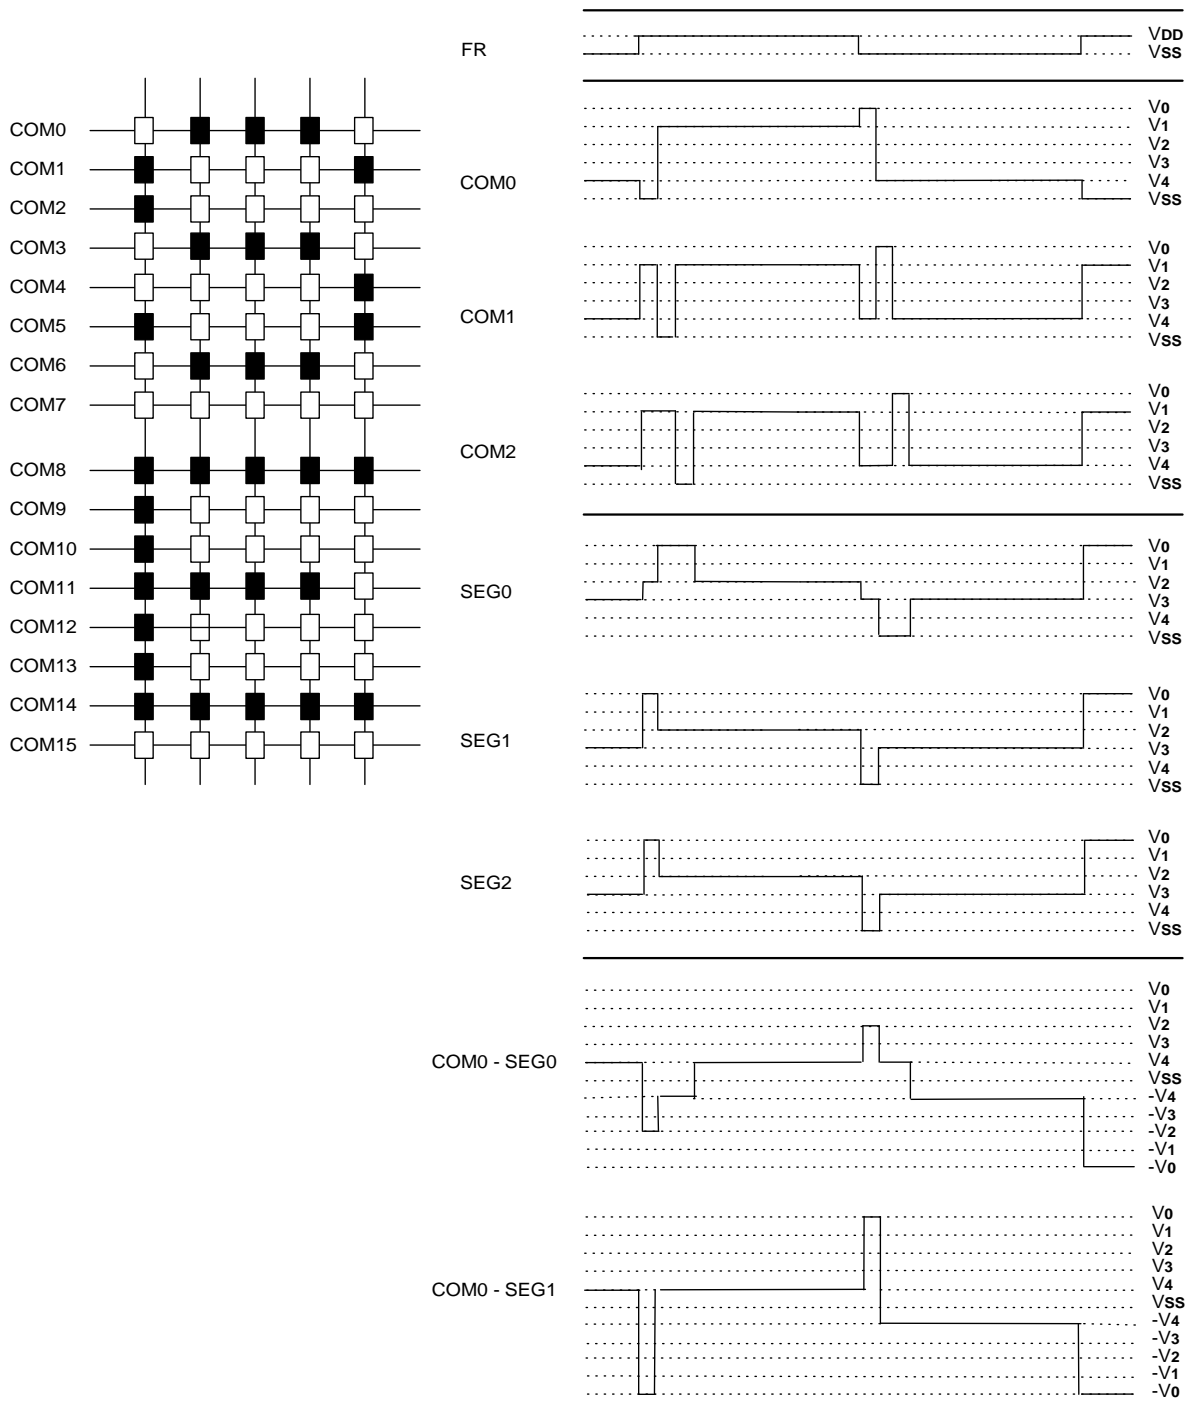 FR
VDD
VSS
COM0
COM1
COM2
COM3
COM4
COM5
COM6
COM7
COM8
COM9
COM10
COM11
COM12
COM13
COM14
COM15
COM0
V0
V1
V2
V3
V4
VSS
COM1
V0
V1
V2
V3
V4
VSS
COM2
V0
V1
V2
V3
V4
VSS
SEG0
V0
V1
V2
V3
V4
VSS
SEG1
V0
V1
V2
V3
V4
VSS
SEG2
V0
V1
V2
V3
V4
VSS
COM0 - SEG0
V0
V1
V2
V3
V4
VSS
-V4
-V3
-V2
-V1
-V0
COM0 - SEG1
V0
V1
V2
V3
V4
VSS
-V4
-V3
-V2
-V1
-V0